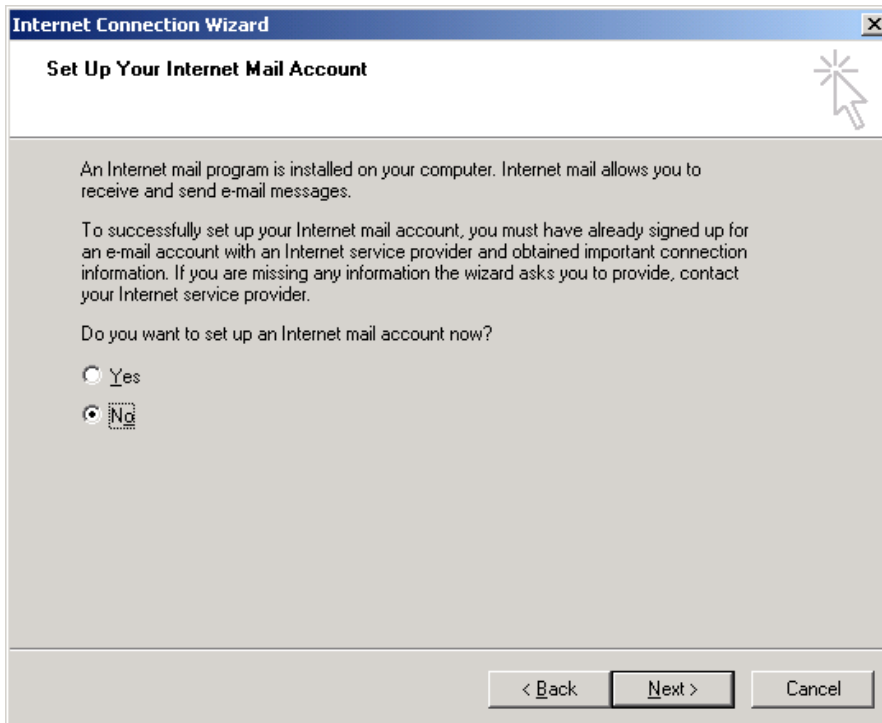 Internet Connection Wizard
Set Up Your Internet Mail Account
An Internet mail program is installed on your computer. Internet mail allows you to
receive and send e-mail messages.
To successfully set up your Internet mail account, you must have already signed up for
an e-mail account with an Internet service provider and obtained important connection
information. If you are missing any information the wizard asks you to provide, contact
your Internet service provider.
Do you want to set up an Internet mail account now?
Yes
No
< Back Next > Cancel